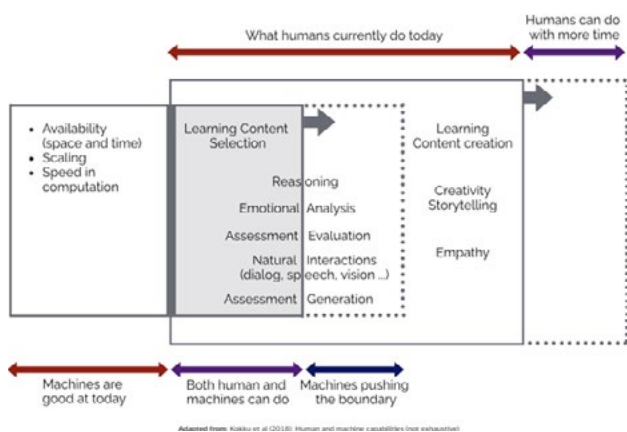 What humans currently do today
Humans can do
with more time
• Availability
(space and time)
• Scaling
• Speed in
computation
Learning Content
Selection
Reasoning
Emotional Analysis
Assessment Evaluation
Natural Interactions
(dialog, speech, vision ...)
Assessment Generation
Learning
Content creation
Creativity
Storytelling
Empathy
Machines are
good at today
Both human and
machines can do
Machines pushing
the boundary
Adapted from: Kokku et al (2018): Human and machine capabilities (not exhaustive)